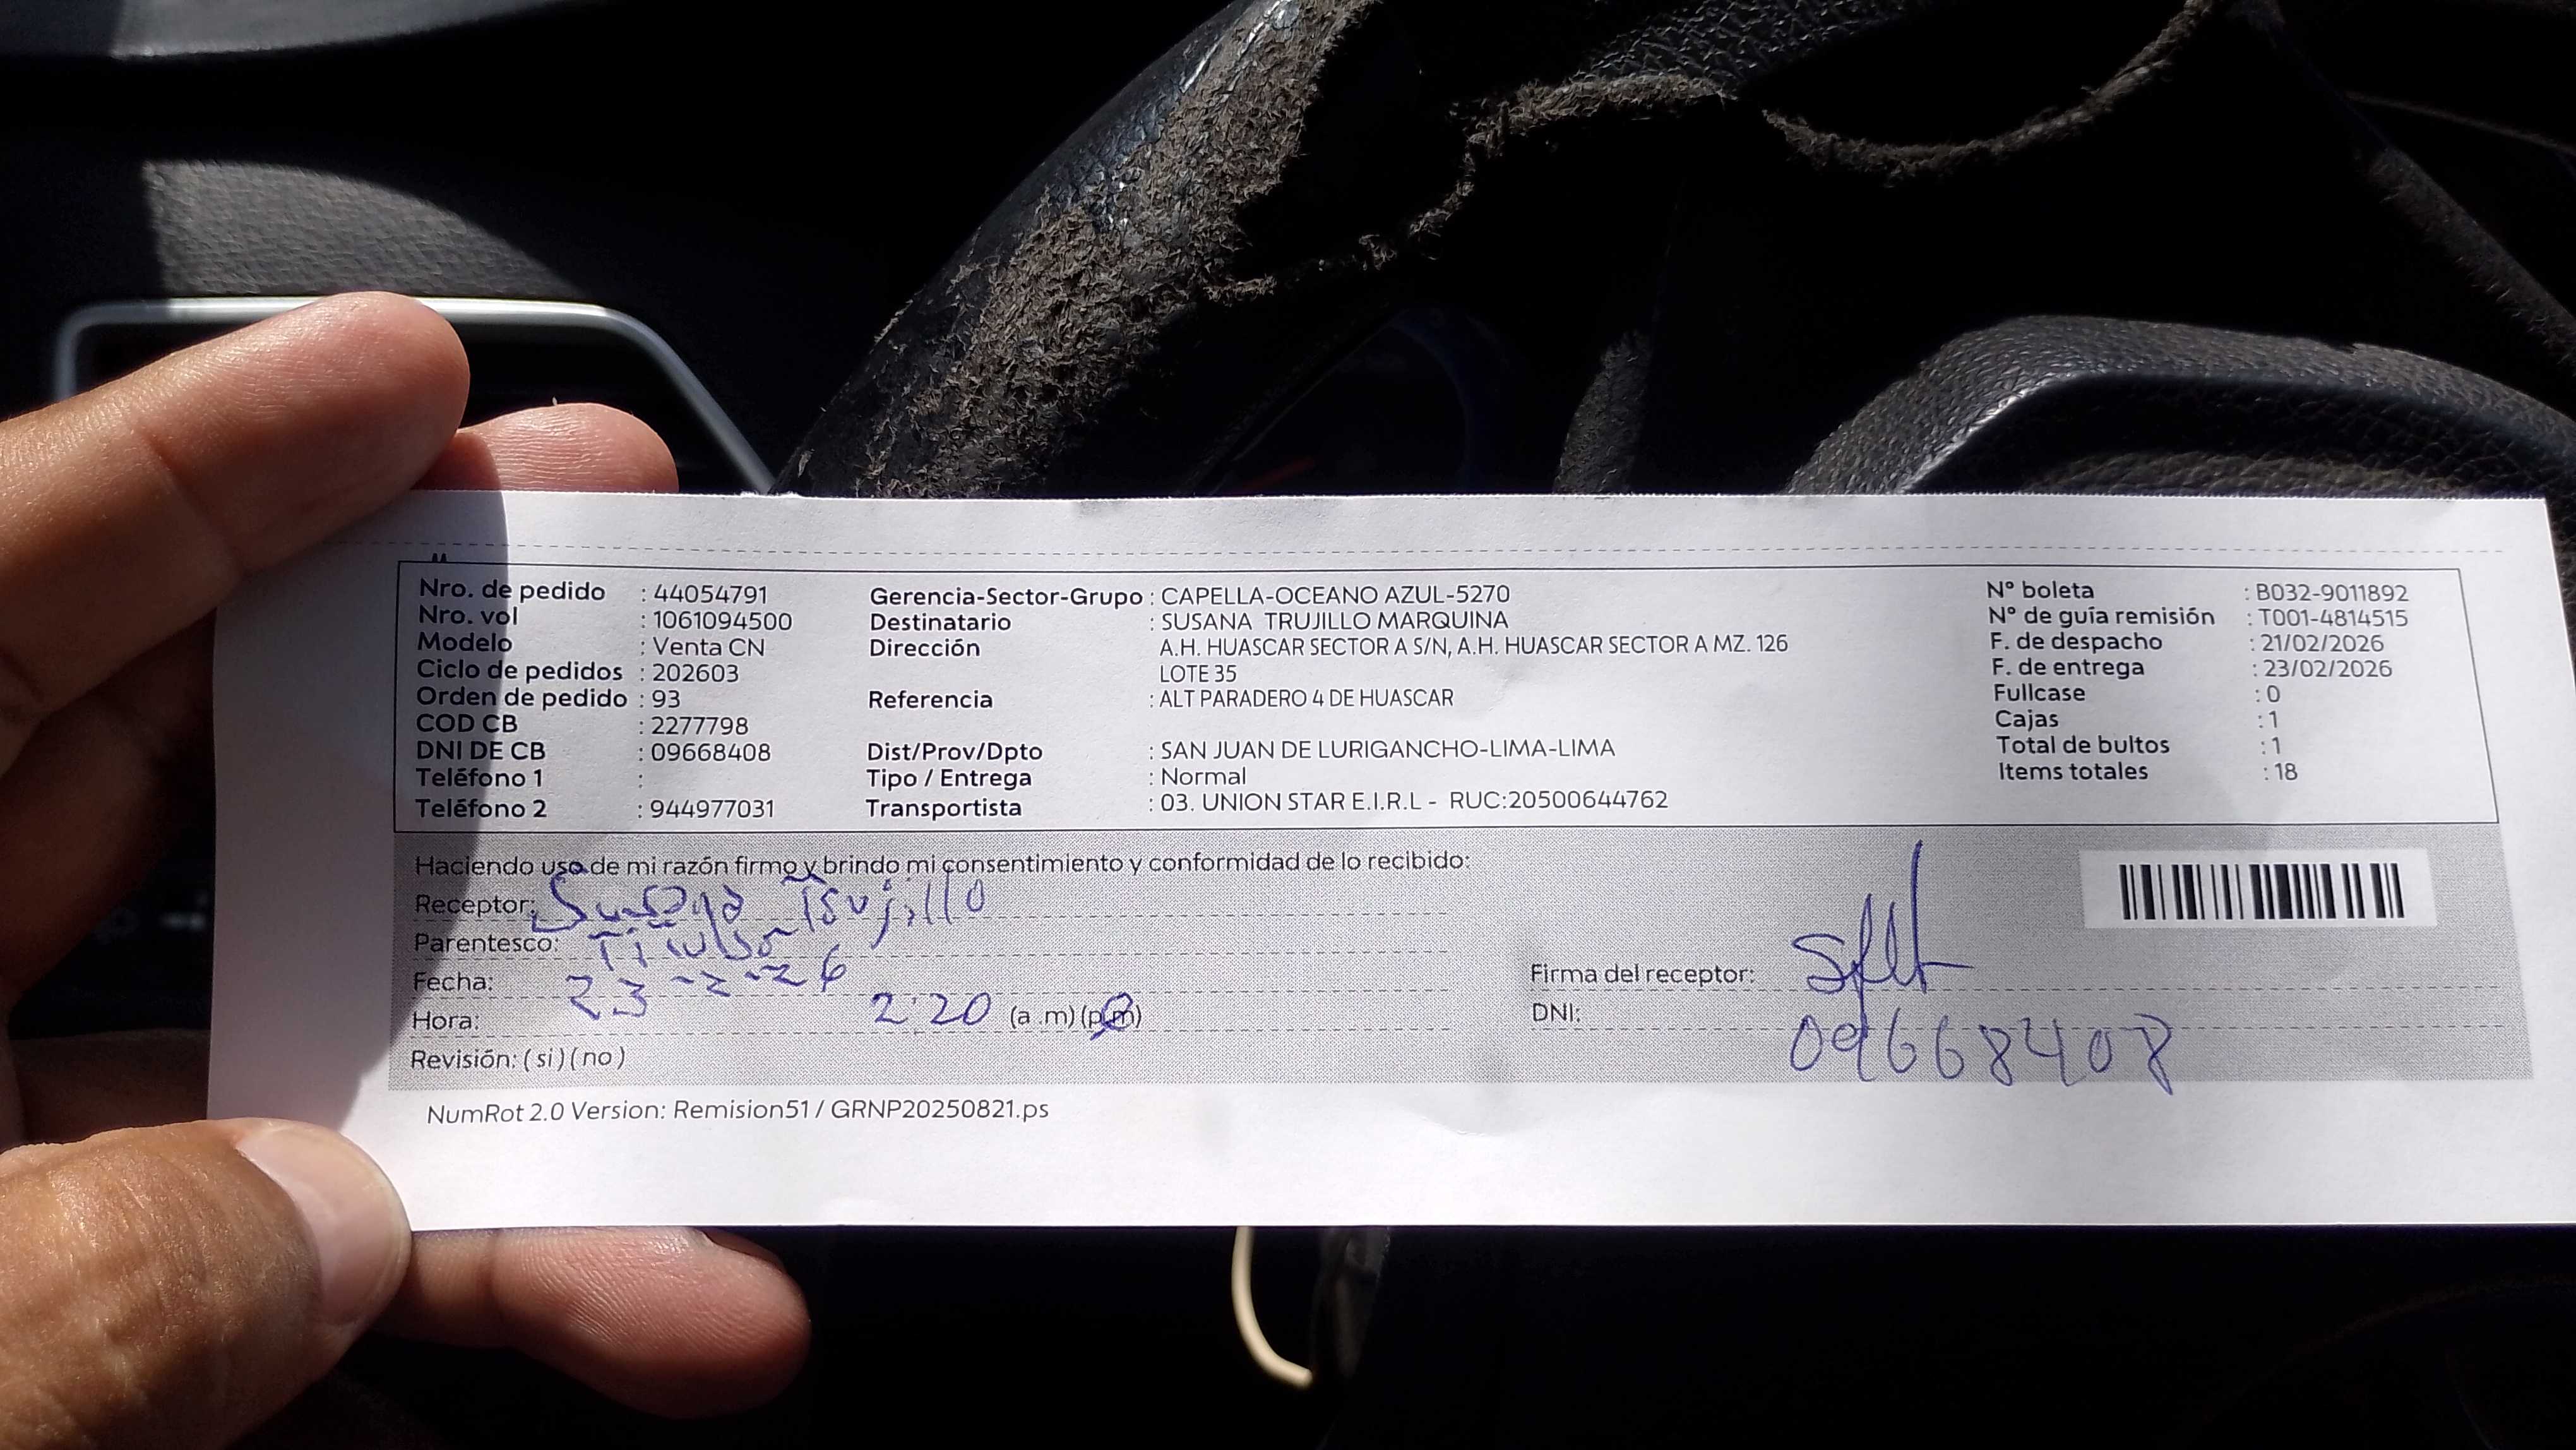 Nro. de pedido : 44054791
Nro. vol : 1061094500
Modelo : Venta CN
Ciclo de pedidos : 202603
Orden de pedido : 93
COD CB : 2277798
DNI DE CB : 09668408
Teléfono 1 :
Teléfono 2 : 944977031
Gerencia-Sector-Grupo : CAPELLA-OCEANO AZUL-5270
Destinatario : SUSANA TRUJILLO MARQUINA
Dirección A.H. HUASCAR SECTOR A S/N, A.H. HUASCAR SECTOR A MZ. 126
LOTE 35
Referencia : ALT PARADERO 4 DE HUASCAR
Dist/Prov/Dpto : SAN JUAN DE LURIGANCHO-LIMA-LIMA
Tipo / Entrega : Normal
Transportista : 03. UNION STAR E.I.R.L - RUC:20500644762
N° boleta : B032-9011892
N° de guía remisión : T001-4814515
F. de despacho : 21/02/2026
F. de entrega : 23/02/2026
Fullcase : 0
Cajas : 1
Total de bultos : 1
Items totales : 18
Haciendo uso de mi razón firmo y brindo mi consentimiento y conformidad de lo recibido:
Receptor: Susana Trujillo
Parentesco:
Fecha: 23-2-26
Hora: 2:20 (a .m) (p.m)
Revisión: ( si ) ( no )
Firma del receptor:
DNI: 09668408
NumRot 2.0 Version: Remision51 / GRNP20250821.ps